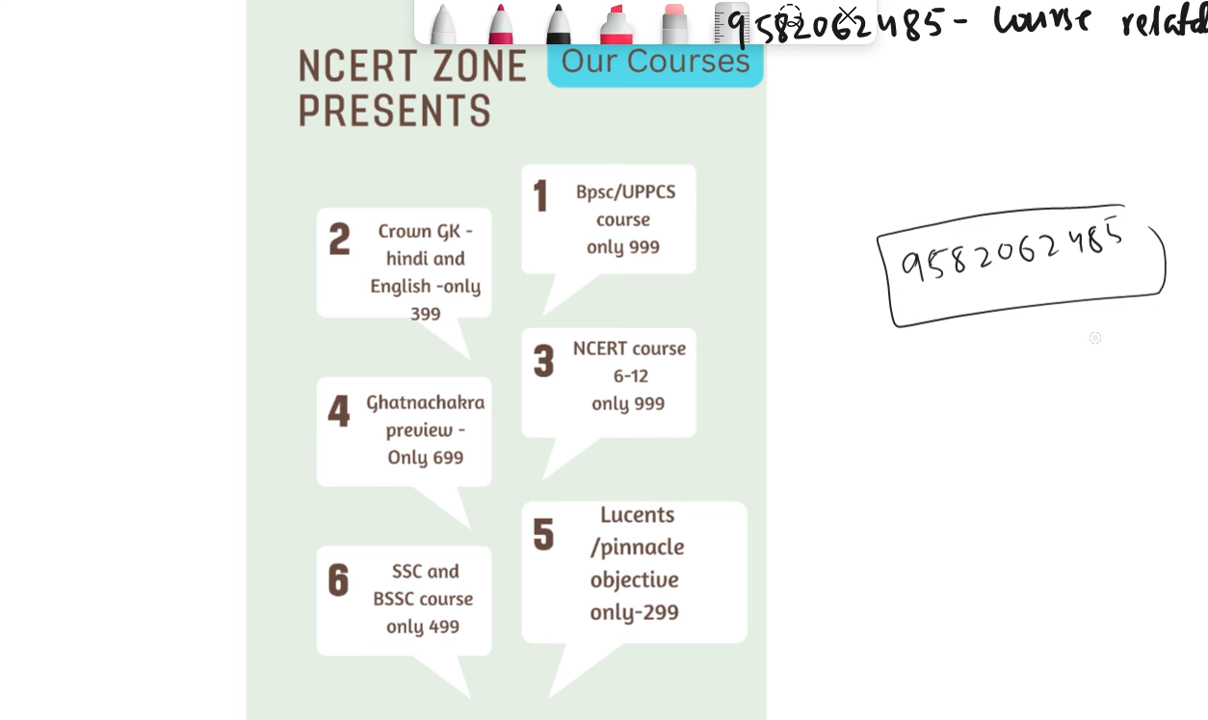 9582062485 - course related
NCERT ZONE
PRESENTS
Our Courses
1
Bpsc/UPPCS
course
only 999
2
Crown GK -
hindi and
English -only
399
3
NCERT course
6-12
only 999
4
Ghatnachakra
preview -
Only 699
5
Lucents
/pinnacle
objective
only-299
6
SSC and
BSSC course
only 499
9582062485